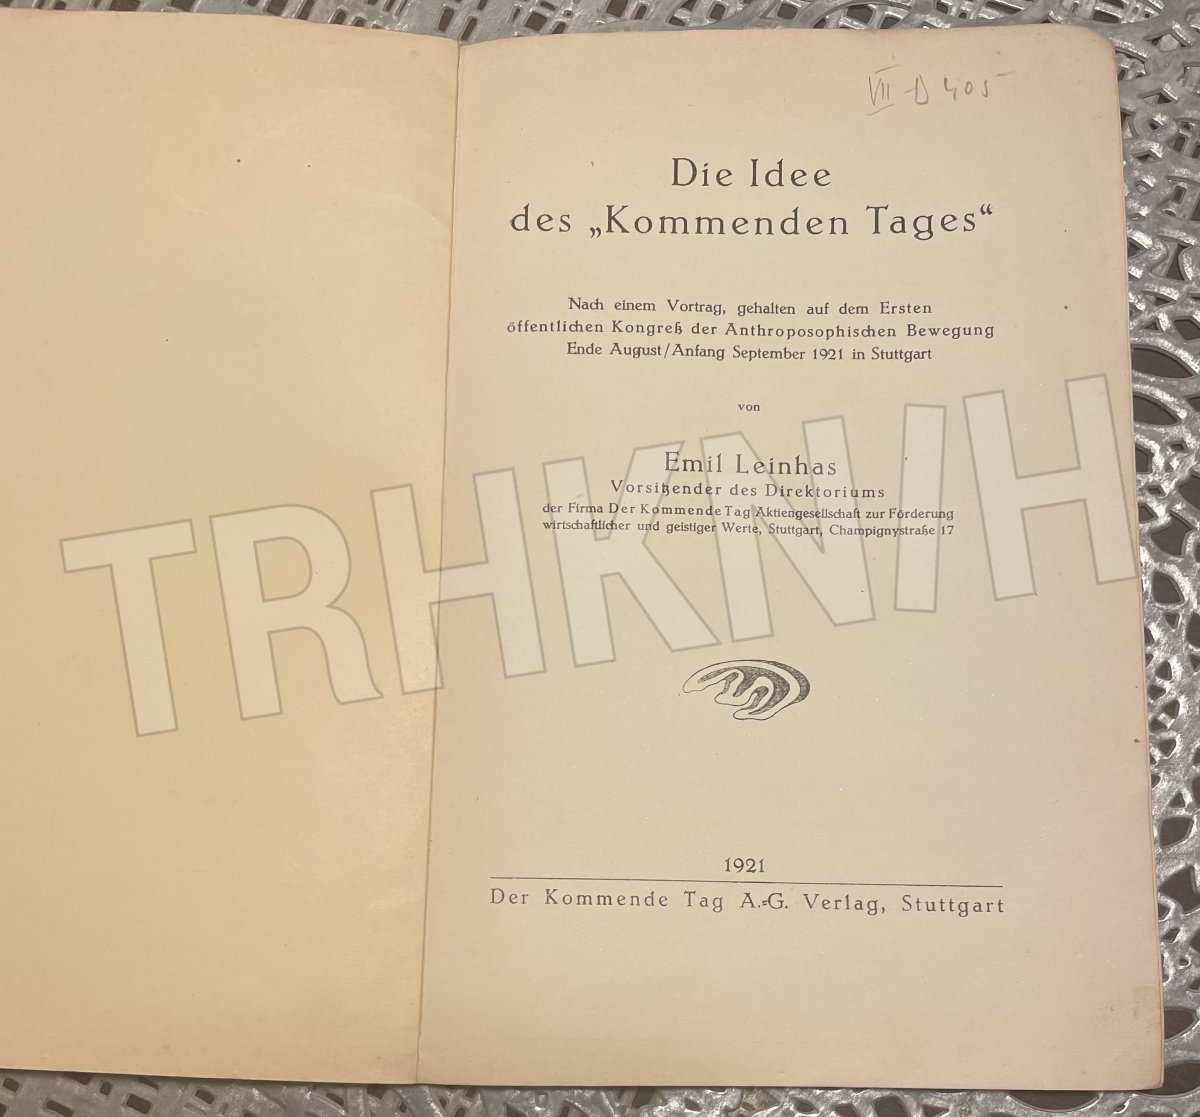 VII D 405
Die Idee
des „Kommenden Tages“
Nach einem Vortrag, gehalten auf dem Ersten
öffentlichen Kongreß der Anthroposophischen Bewegung
Ende August/Anfang September 1921 in Stuttgart
von
Emil Leinhas
Vorsitzender des Direktoriums
der Firma Der Kommende Tag Aktiengesellschaft zur Förderung
wirtschaftlicher und geistiger Werte, Stuttgart, Champignystraße 17
TRHKNIH
1921
Der Kommende Tag A.-G. Verlag, Stuttgart